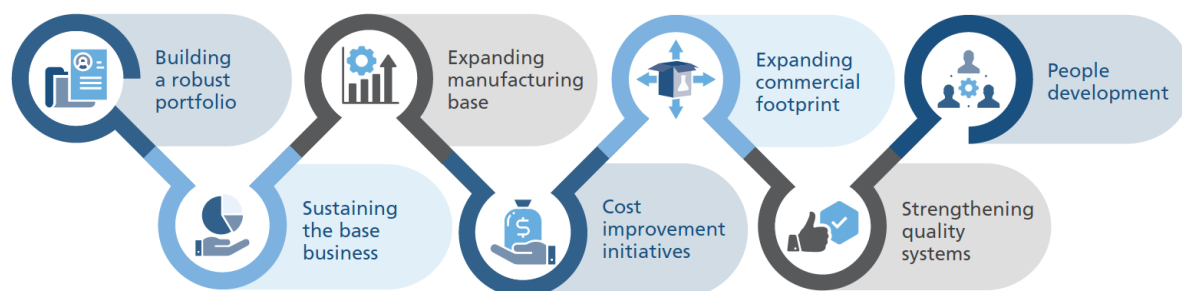 Building
a robust
portfolio
Sustaining
the base
business
Expanding
manufacturing
base
$
Cost
improvement
initiatives
Expanding
commercial
footprint
Strengthening
quality
systems
People
development